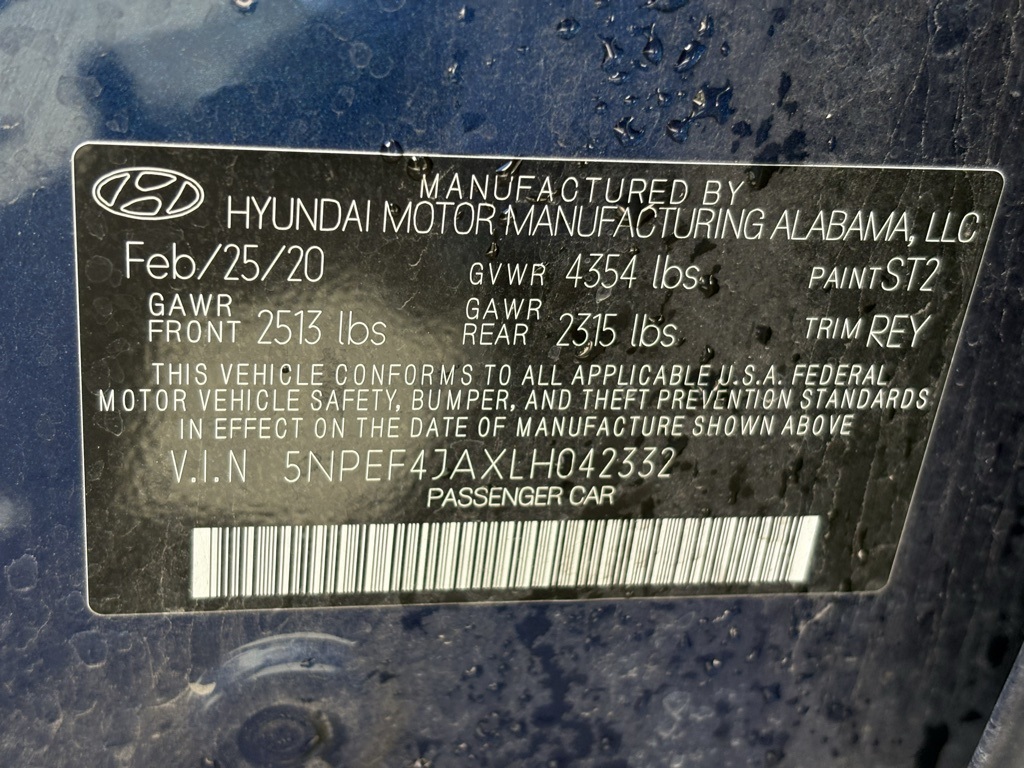 MANUFACTURED BY
HYUNDAI MOTOR MANUFACTURING ALABAMA, LLC
Feb/25/20 GVWR 4354 lbs PAINT ST2
GAWR FRONT 2513 lbs GAWR REAR 2315 lbs TRIM REY
THIS VEHICLE CONFORMS TO ALL APPLICABLE U.S.A. FEDERAL
MOTOR VEHICLE SAFETY, BUMPER, AND THEFT PREVENTION STANDARDS
IN EFFECT ON THE DATE OF MANUFACTURE SHOWN ABOVE
V.I.N 5NPEF4JAXLH042332
PASSENGER CAR